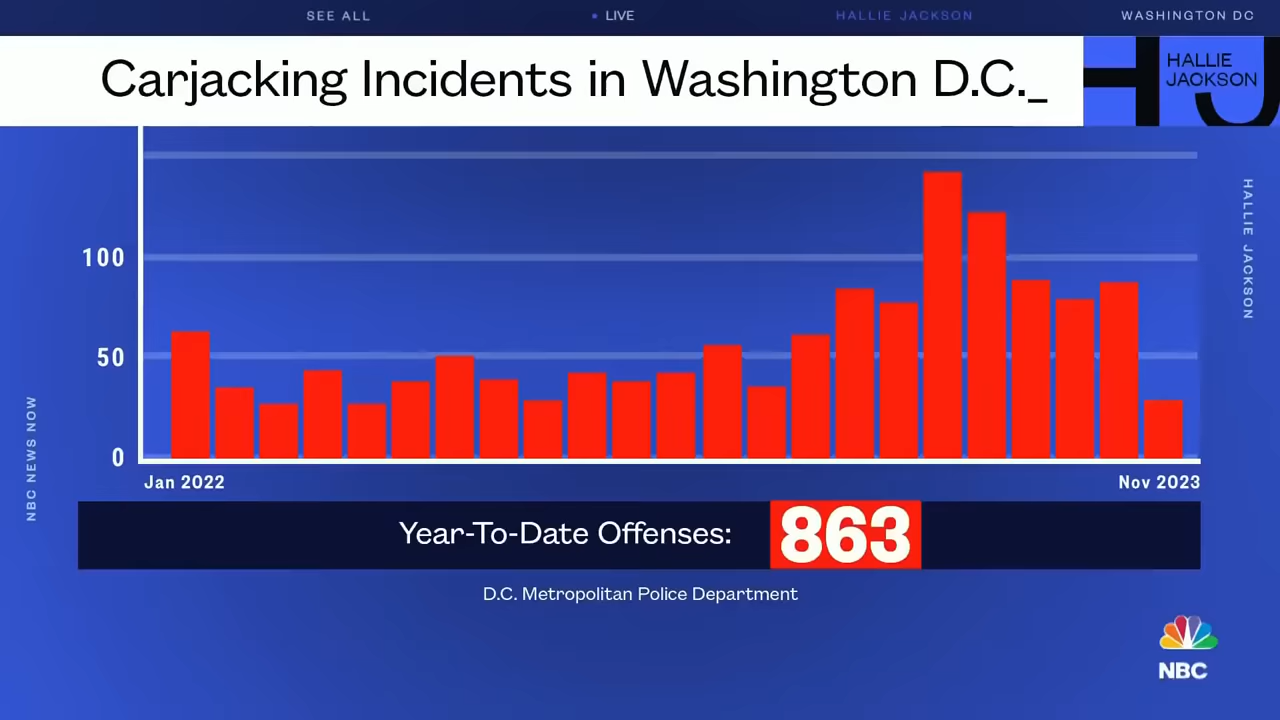 SEE ALL
LIVE
HALLIE JACKSON
WASHINGTON DC
Carjacking Incidents in Washington D.C._
HALLIE
JACKSON
HJ
HALLIE JACKSON
100
50
0
NBC NEWS NOW
Jan 2022
Nov 2023
Year-To-Date Offenses: 863
D.C. Metropolitan Police Department
NBC